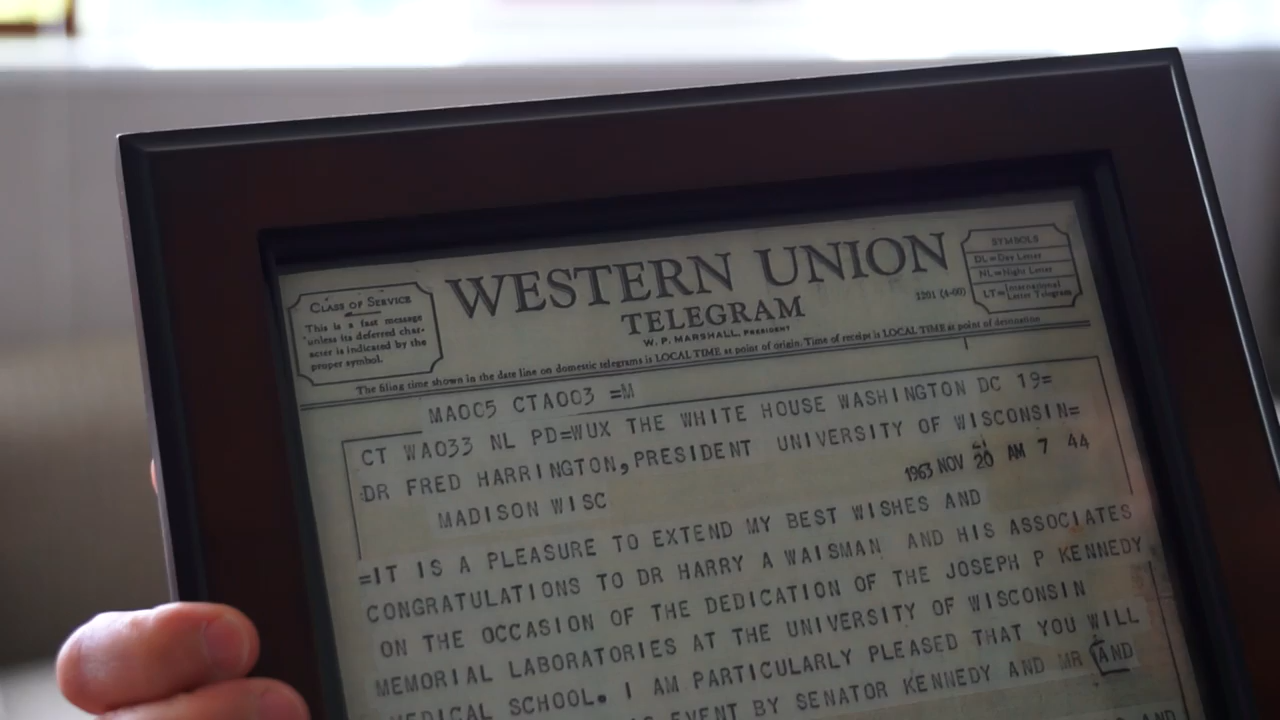 WESTERN UNION
TELEGRAM
W. P. MARSHALL, PRESIDENT
1201 (4-60)
CLASS OF SERVICE
This is a fast message
unless its deferred char-
acter is indicated by the
proper symbol.
SYMBOLS
DL=Day Letter
NL=Night Letter
LT=International
Letter Telegram
The filing time shown in the date line on domestic telegrams is LOCAL TIME at point of origin. Time of receipt is LOCAL TIME at point of destination
MA005 CTA003 =M
CT WA033 NL PD=WUX THE WHITE HOUSE WASHINGTON DC 19=
DR FRED HARRINGTON,PRESIDENT UNIVERSITY OF WISCONSIN=
MADISON WISC
1963 NOV 20 AM 7 44
=IT IS A PLEASURE TO EXTEND MY BEST WISHES AND
CONGRATULATIONS TO DR HARRY A WAISMAN AND HIS ASSOCIATES
ON THE OCCASION OF THE DEDICATION OF THE JOSEPH P KENNEDY
MEMORIAL LABORATORIES AT THE UNIVERSITY OF WISCONSIN
MEDICAL SCHOOL. I AM PARTICULARLY PLEASED THAT YOU WILL
EVENT BY SENATOR KENNEDY AND MR AND
AND